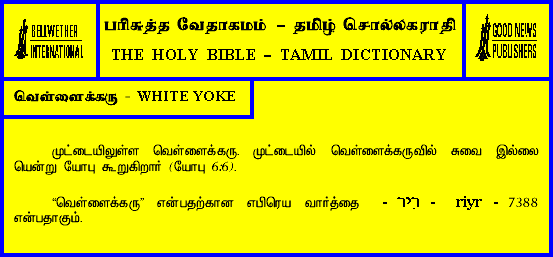 BELLWETHER
INTERNATIONAL
பரிசுத்த வேதாகமம் – தமிழ் சொல்லகராதி
THE HOLY BIBLE – TAMIL DICTIONARY
GOOD NEWS
PUBLISHERS
வெள்ளைக்கரு - WHITE YOKE
முட்டையிலுள்ள வெள்ளைக்கரு. முட்டையில் வெள்ளைக்கருவில் சுவை இல்லை
யென்று யோபு கூறுகிறார் (யோபு 6:6).
“வெள்ளைக்கரு” என்பதற்கான எபிரெய வார்த்தை - רִיר - riyr - 7388
என்பதாகும்.